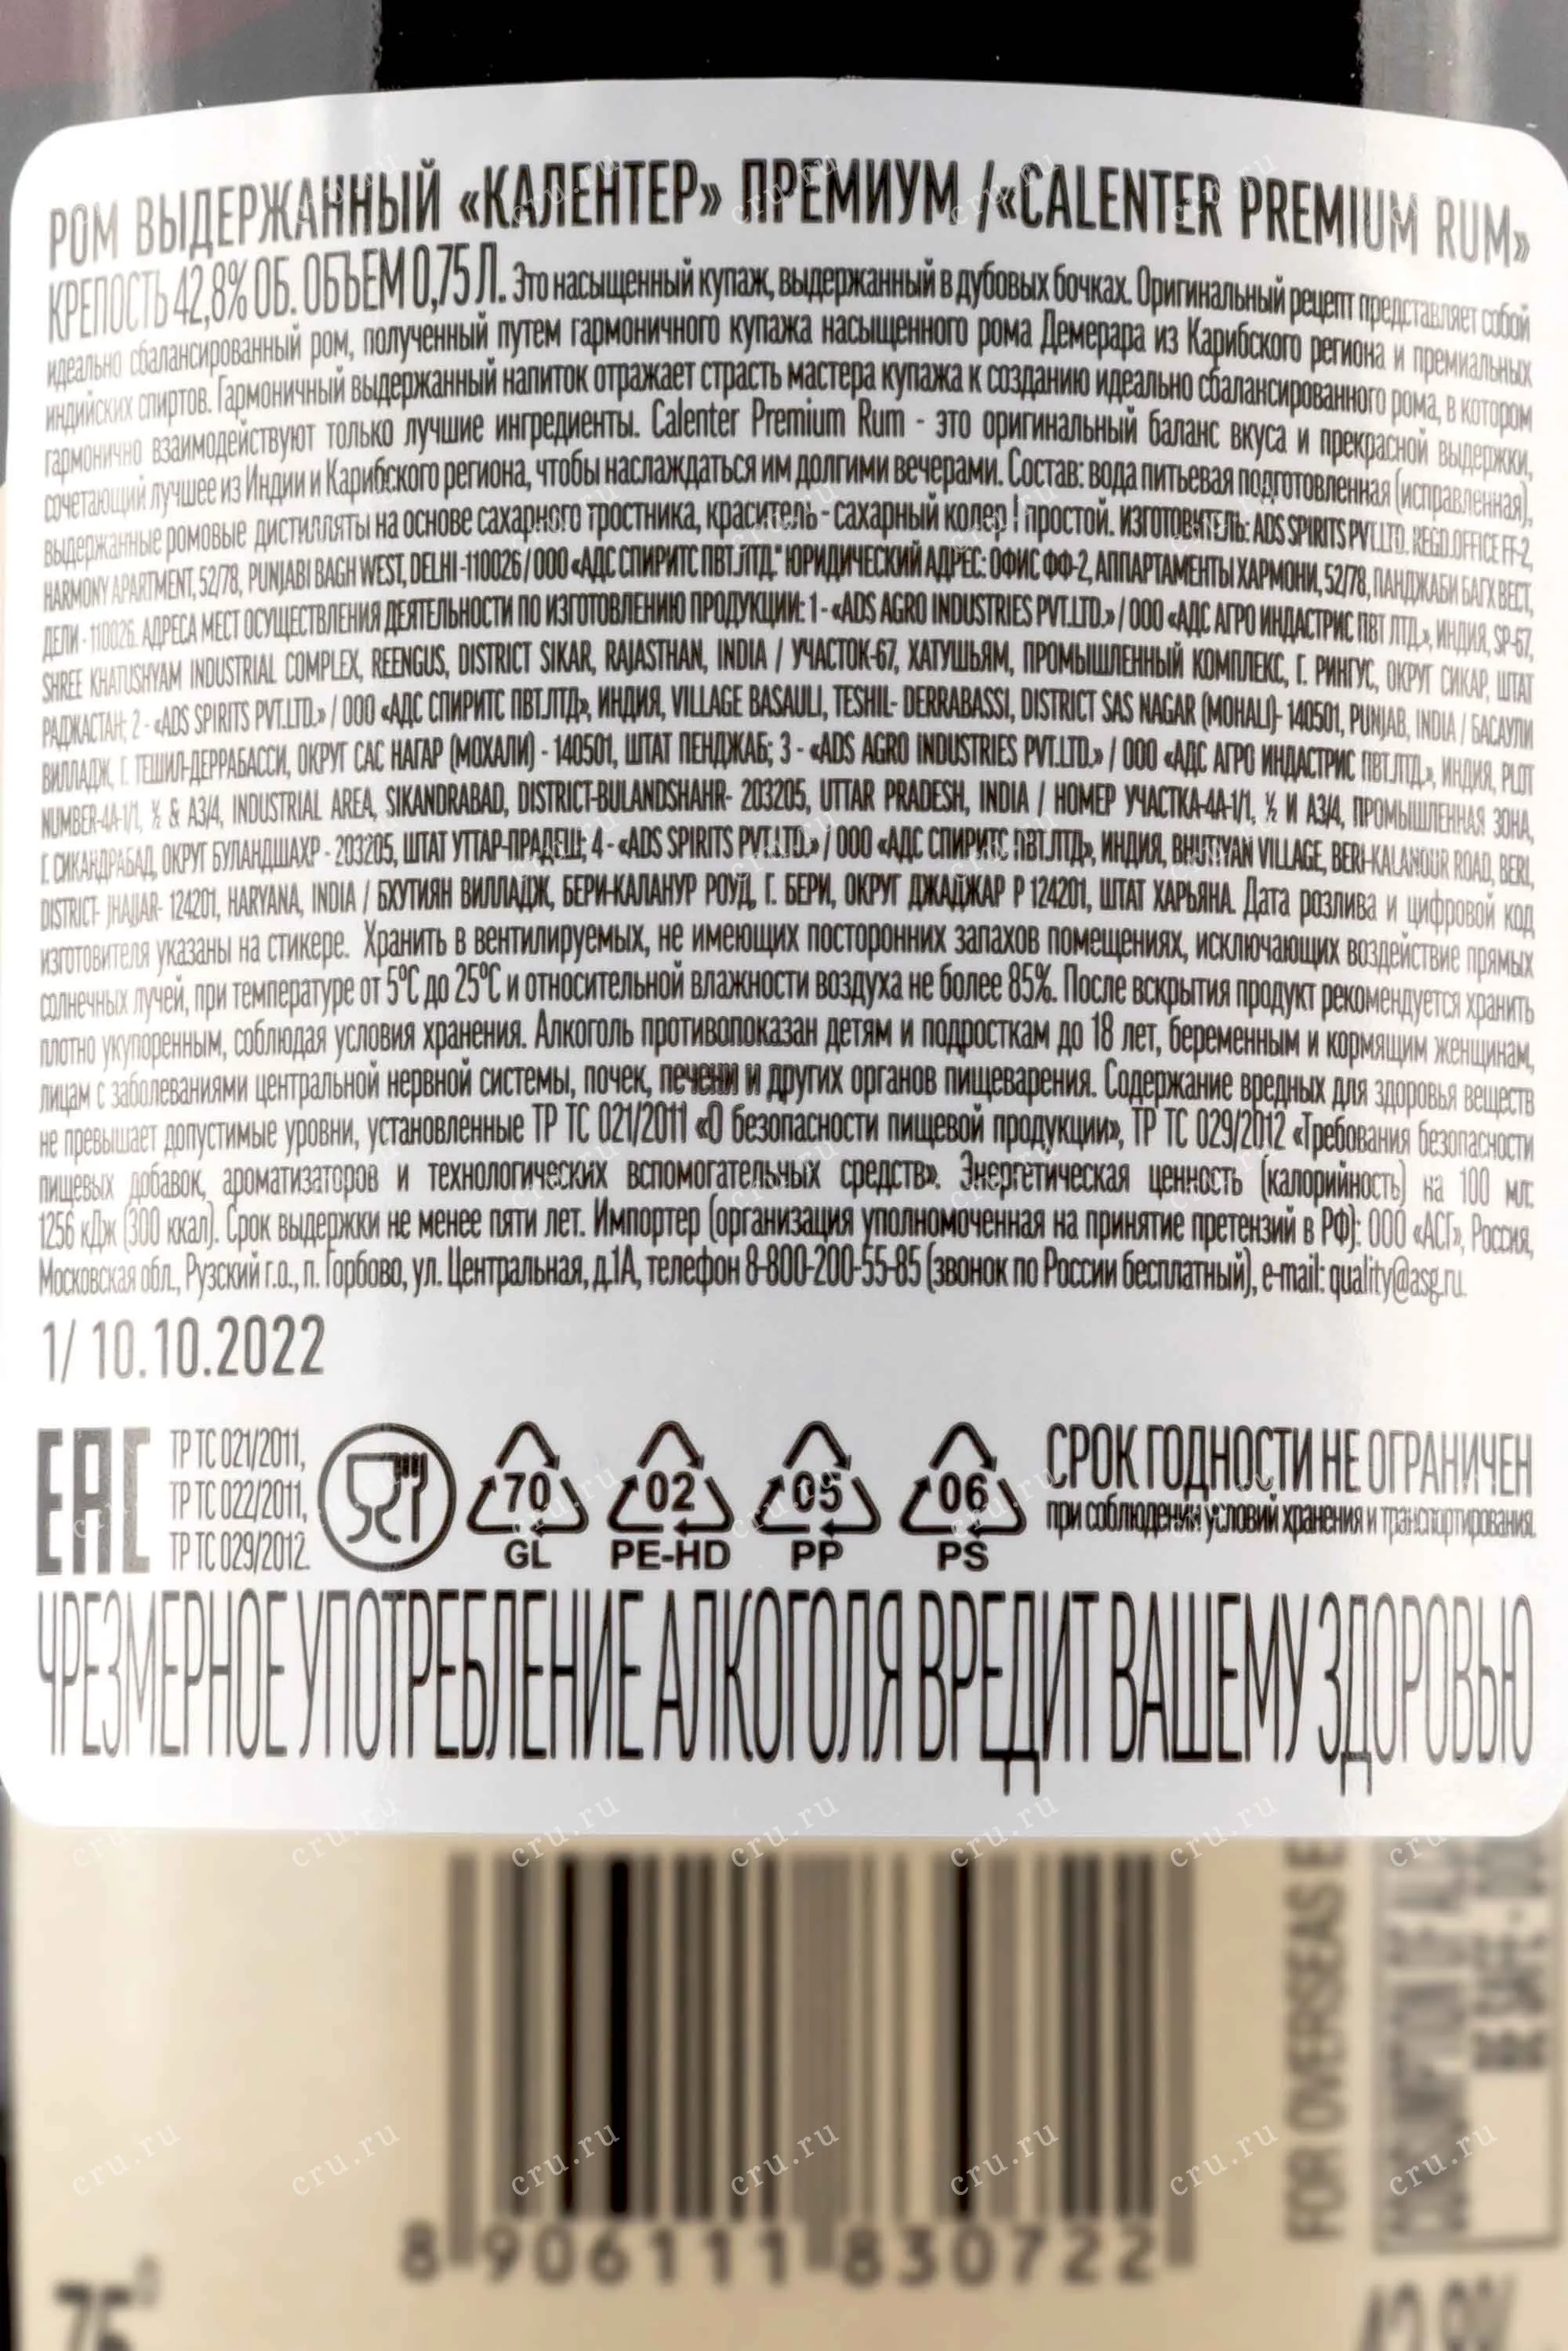 РОМ ВЫДЕРЖАННЫЙ «КАЛЕНТЕР» ПРЕМИУМ /«CALENTER PREMIUM RUM»
КРЕПОСТЬ 42,8% ОБ. ОБЪЕМ 0,75 Л. Это насыщенный купаж, выдержанный в дубовых бочках. Оригинальный рецепт представляет собой
идеально сбалансированный ром, полученный путем гармоничного купажа насыщенного рома Демерара из Карибского региона и премиальных
индийских спиртов. Гармоничный выдержанный напиток отражает страсть мастера купажа к созданию идеально сбалансированного рома, в котором
гармонично взаимодействуют только лучшие ингредиенты. Calenter Premium Rum - это оригинальный баланс вкуса и прекрасной выдержки,
сочетающий лучшее из Индии и Карибского региона, чтобы наслаждаться им долгими вечерами. Состав: вода питьевая подготовленная (исправленная),
выдержанные ромовые дистилляты на основе сахарного тростника, краситель - сахарный колер I простой. ИЗГОТОВИТЕЛЬ: ADS SPIRITS PVT.LTD. REGD.OFFICE FF-2,
HARMONY APARTMENT, 52/78, PUNJABI BAGH WEST, DELHI -110026 / ООО «АДС СПИРИТС ПВТ.ЛТД." ЮРИДИЧЕСКИЙ АДРЕС: ОФИС ФФ-2, АППАРТАМЕНТЫ ХАРМОНИ, 52/78, ПАНДЖАБИ БАГХ ВЕСТ,
ДЕЛИ - 110026. АДРЕСА МЕСТ ОСУЩЕСТВЛЕНИЯ ДЕЯТЕЛЬНОСТИ ПО ИЗГОТОВЛЕНИЮ ПРОДУКЦИИ: 1 - «ADS AGRO INDUSTRIES PVT.LTD.» / ООО «АДС АГРО ИНДАСТРИС ПВТ ЛТД.», ИНДИЯ, SP-67,
SHREE KHATUSHYAM INDUSTRIAL COMPLEX, REENGUS, DISTRICT SIKAR, RAJASTHAN, INDIA / УЧАСТОК-67, ХАТУШЬЯМ, ПРОМЫШЛЕННЫЙ КОМПЛЕКС, Г. РИНГУС, ОКРУГ СИКАР, ШТАТ
РАДЖАСТАН; 2 - «ADS SPIRITS PVT.LTD.» / ООО «АДС СПИРИТС ПВТ.ЛТД», ИНДИЯ, VILLAGE BASAULI, TESHIL- DERRABASSI, DISTRICT SAS NAGAR (MOHALI)- 140501, PUNJAB, INDIA / БАСАУЛИ
ВИЛЛАДЖ, Г. ТЕШИЛ-ДЕРРАБАССИ, ОКРУГ САС НАГАР (МОХАЛИ) - 140501, ШТАТ ПЕНДЖАБ; 3 - «ADS AGRO INDUSTRIES PVT.LTD.» / ООО «АДС АГРО ИНДАСТРИС ПВТ.ЛТД.», ИНДИЯ, PLOT
NUMBER-4A-1/1, ½ & A3/4, INDUSTRIAL AREA, SIKANDRABAD, DISTRICT-BULANDSHAHR- 203205, UTTAR PRADESH, INDIA / НОМЕР УЧАСТКА-4А-1/1, ½ И А3/4, ПРОМЫШЛЕННАЯ ЗОНА,
Г. СИКАНДРАБАД, ОКРУГ БУЛАНДШАХР - 203205, ШТАТ УТТАР-ПРАДЕШ; 4 - «ADS SPIRITS PVT.LTD.» / ООО «АДС СПИРИТС ПВТ.ЛТД», ИНДИЯ, BHUTIYAN VILLAGE, BERI-KALANOUR ROAD, BERI,
DISTRICT- JHAJJAR- 124201, HARYANA, INDIA / БХУТИЯН ВИЛЛАДЖ, БЕРИ-КАЛАНУР РОУД, Г. БЕРИ, ОКРУГ ДЖАДЖАР Р 124201, ШТАТ ХАРЬЯНА. Дата розлива и цифровой код
изготовителя указаны на стикере. Хранить в вентилируемых, не имеющих посторонних запахов помещениях, исключающих воздействие прямых
солнечных лучей, при температуре от 5°С до 25°С и относительной влажности воздуха не более 85%. После вскрытия продукт рекомендуется хранить
плотно укупоренным, соблюдая условия хранения. Алкоголь противопоказан детям и подросткам до 18 лет, беременным и кормящим женщинам,
лицам с заболеваниями центральной нервной системы, почек, печени и других органов пищеварения. Содержание вредных для здоровья веществ
не превышает допустимые уровни, установленные ТР ТС 021/2011 «О безопасности пищевой продукции», ТР ТС 029/2012 «Требования безопасности
пищевых добавок, ароматизаторов и технологических вспомогательных средств». Энергетическая ценность (калорийность) на 100 мл:
1256 кДж (300 ккал). Срок выдержки не менее пяти лет. Импортер (организация уполномоченная на принятие претензий в РФ): ООО «АСГ», Россия,
Московская обл., Рузский г.о., п. Горбово, ул. Центральная, д.1А, телефон 8-800-200-55-85 (звонок по России бесплатный), e-mail: quality@asg.ru.
1/ 10.10.2022
EAC
ТР ТС 021/2011,
ТР ТС 022/2011,
ТР ТС 029/2012.
70
GL
02
PE-HD
05
PP
06
PS
СРОК ГОДНОСТИ НЕ ОГРАНИЧЕН
при соблюдении условий хранения и транспортирования.
ЧРЕЗМЕРНОЕ УПОТРЕБЛЕНИЕ АЛКОГОЛЯ ВРЕДИТ ВАШЕМУ ЗДОРОВЬЮ
8 906111 830722
FOR OVERSEAS
CONSUMPTION OF
BE SAFE-
75
42.8%
cru.ru